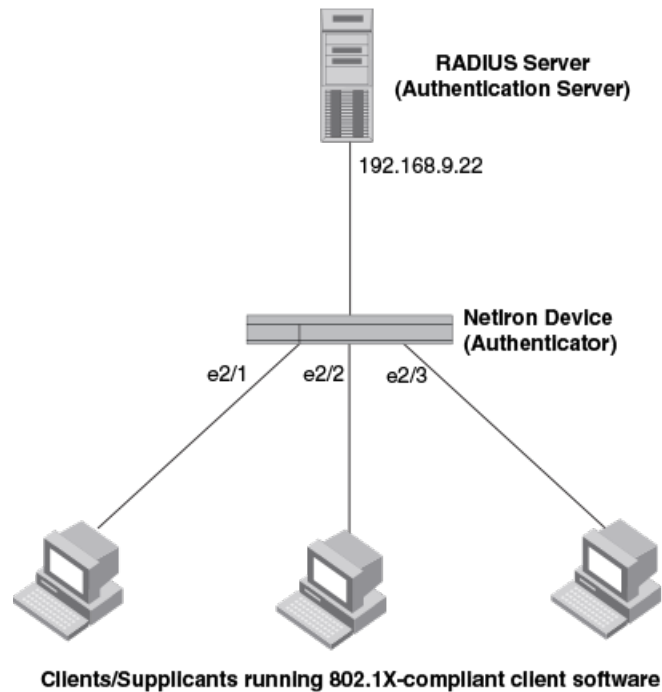 RADIUS Server
(Authentication Server)
192.168.9.22
NetIron Device
(Authenticator)
e2/1
e2/2
e2/3
Clients/Supplicants running 802.1X-compliant client software